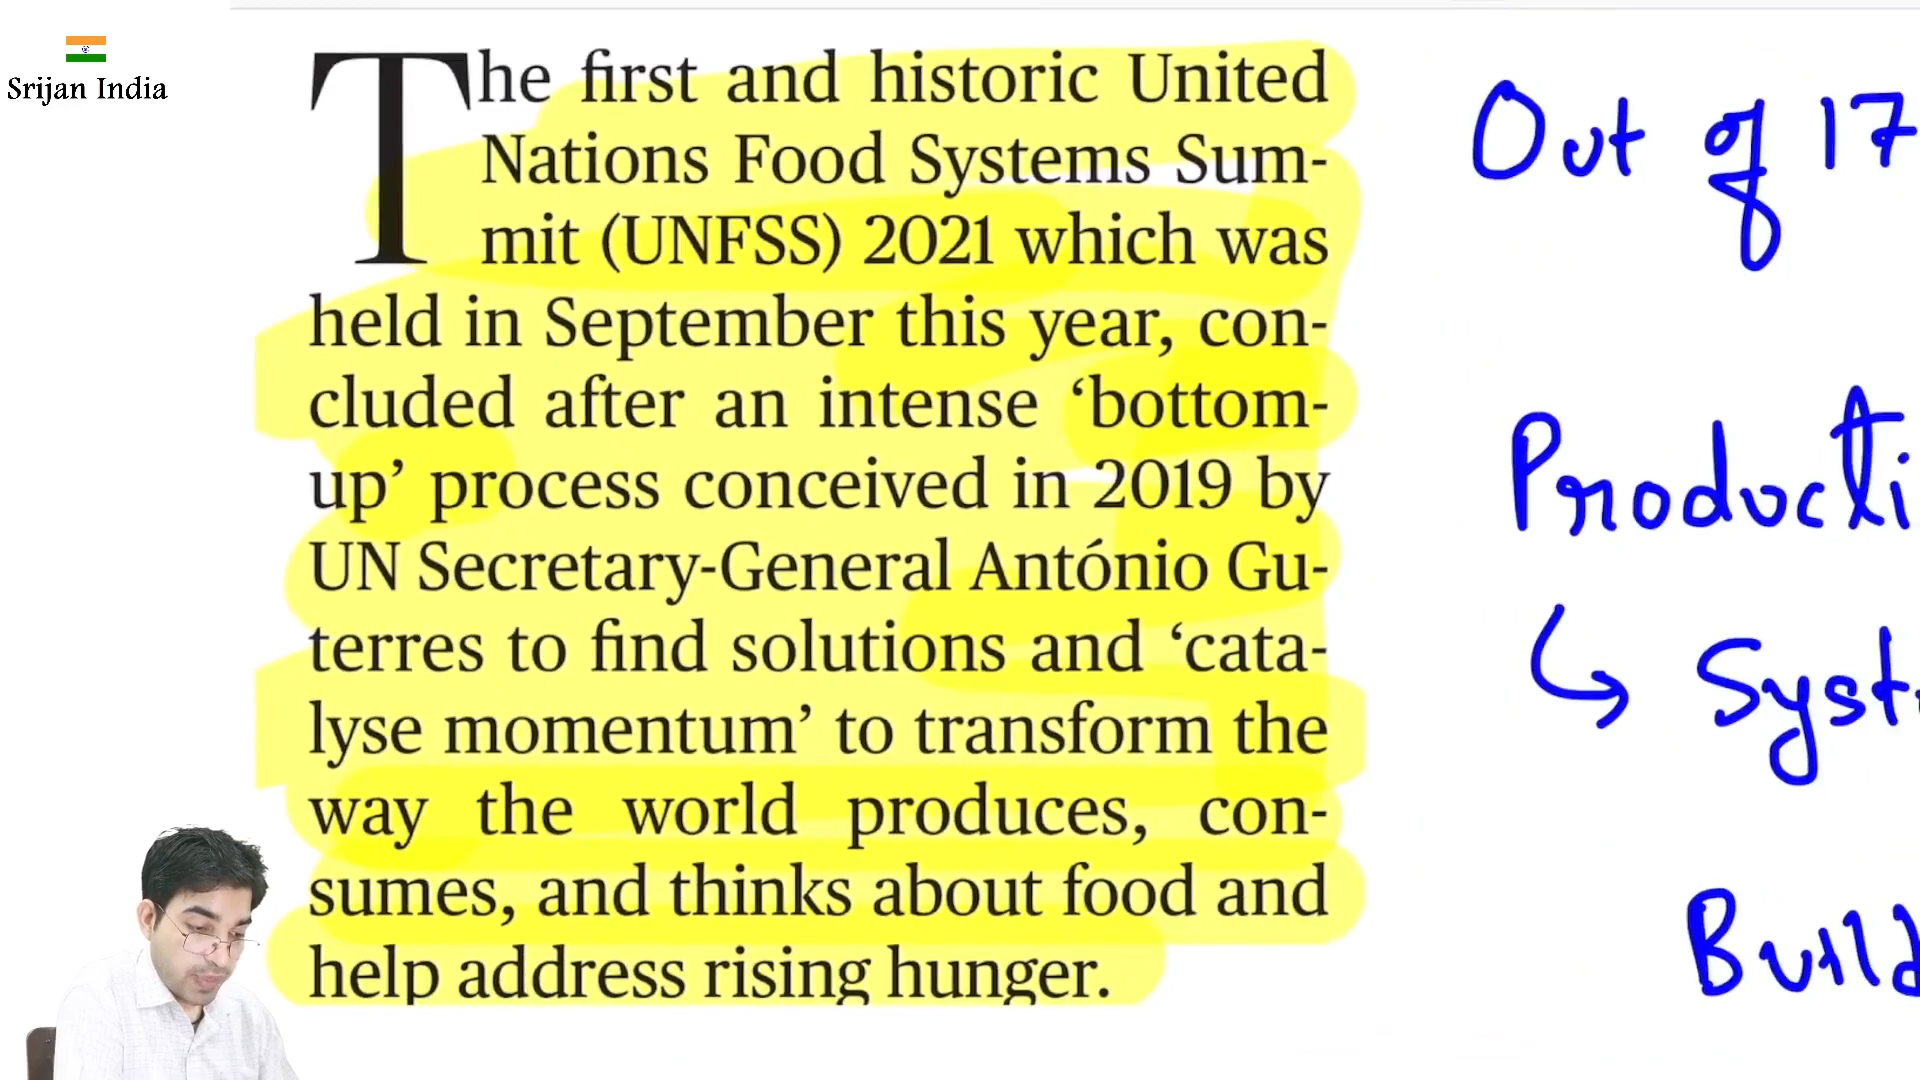 Srijan India
The first and historic United
Nations Food Systems Sum-
mit (UNFSS) 2021 which was
held in September this year, con-
cluded after an intense ‘bottom-
up’ process conceived in 2019 by
UN Secretary-General António Gu-
terres to find solutions and ‘cata-
lyse momentum’ to transform the
way the world produces, con-
sumes, and thinks about food and
help address rising hunger.
Out of 17
Producti
Syst
Build